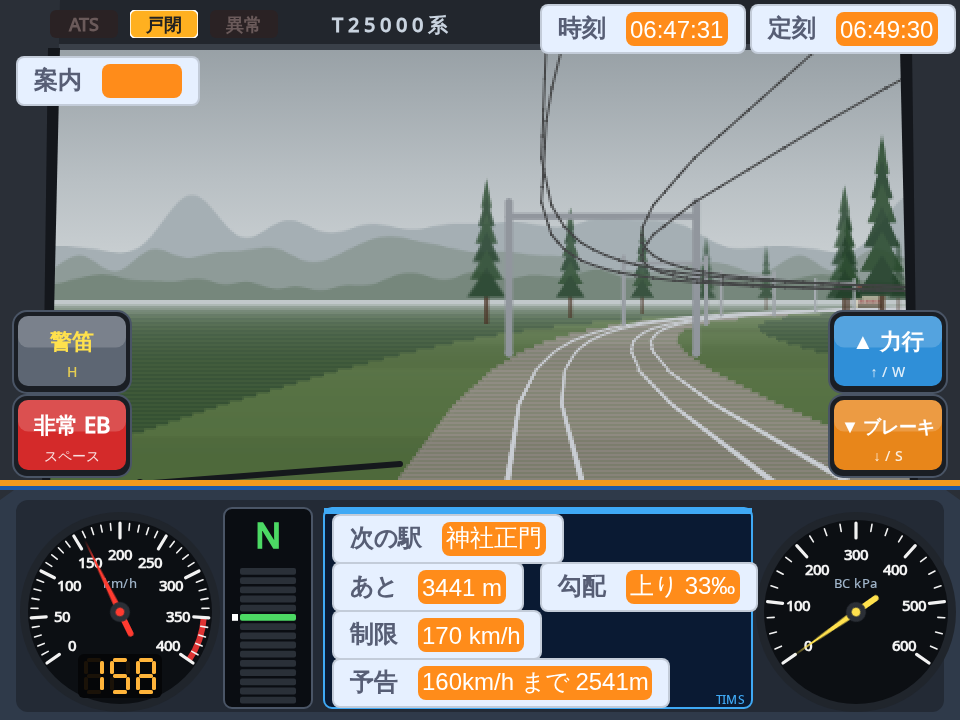 ATS 戸閉 異常 T25000系 時刻 06:47:31 定刻 06:49:30
案内
警笛
H
▲ 力行
↑ / W
非常 EB
スペース
▼ ブレーキ
↓ / S
0 50 100 150 200 250 300 350 400
km/h
158
N
次の駅 神社正門
あと 3441 m 勾配 上り 33‰
制限 170 km/h
予告 160km/h まで 2541m
TIMS
0 100 200 300 400 500 600
BC kPa